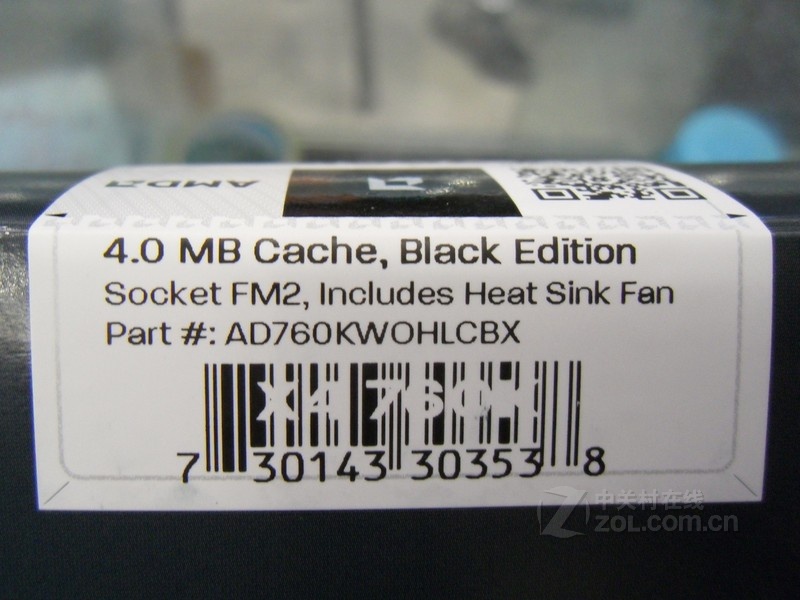 AMD
4.0 MB Cache, Black Edition
Socket FM2, Includes Heat Sink Fan
Part #: AD760KWOHLCBX
X4 760K
7 30143 30353 8
中关村在线
ZOL.COM.CN